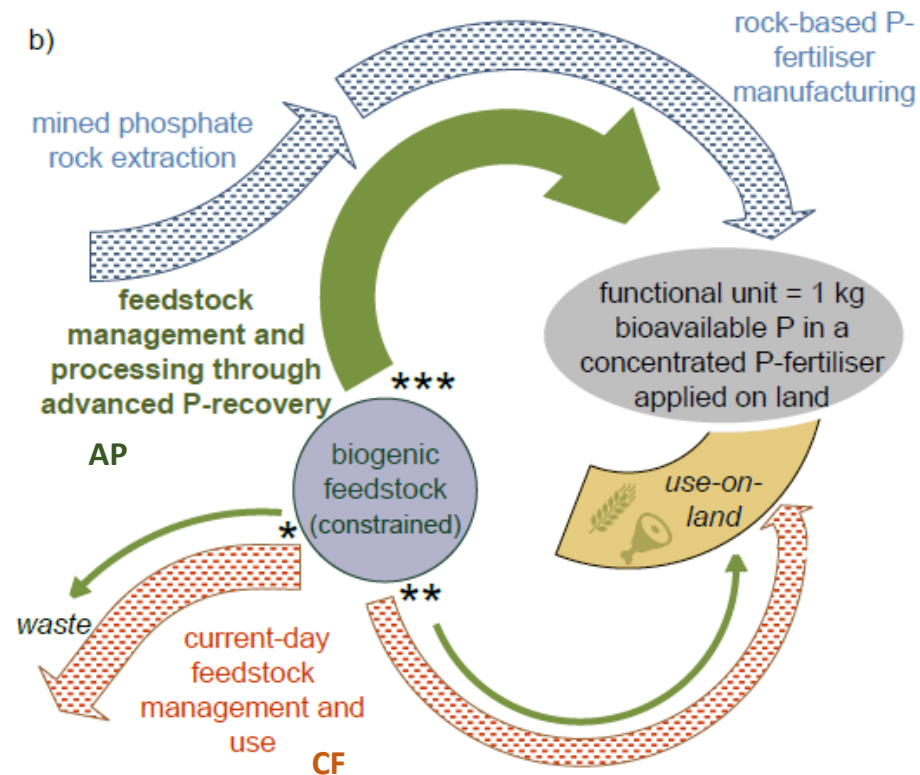 b)
rock-based P-
fertiliser
manufacturing
mined phosphate
rock extraction
feedstock
management and
processing through
advanced P-recovery
AP
***
functional unit = 1 kg
bioavailable P in a
concentrated P-fertiliser
applied on land
biogenic
feedstock
(constrained)
use-on-
land
*
**
waste
current-day
feedstock
management and
use
CF